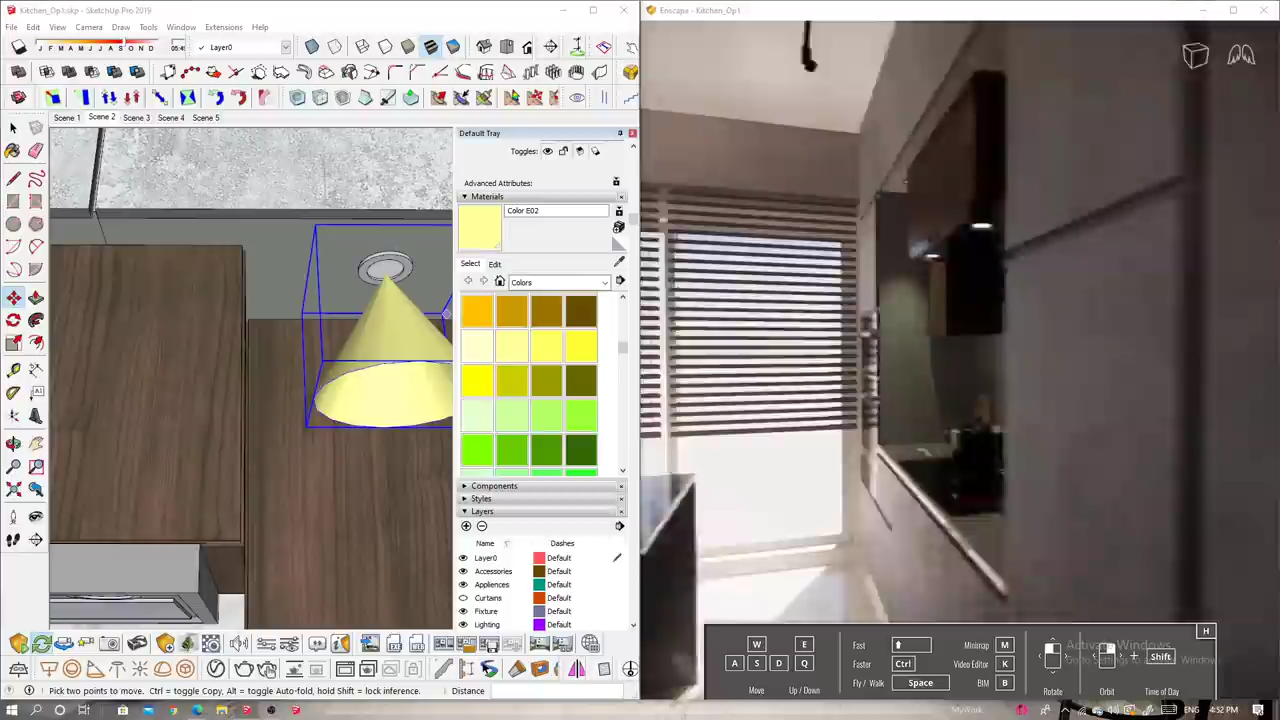 Kitchen_Op1.skp - SketchUp Pro 2019
Enscape - Kitchen_Op1
File Edit View Camera Draw Tools Window Extensions Help
J F M A M J J A S O N D
Layer0
Scene 1 Scene 2 Scene 3 Scene 4 Scene 5
Default Tray
Toggles:
Advanced Attributes:
Materials
Color E02
Select Edit
Colors
Components
Styles
Layers
Name Dashes
Layer0 Default
Accessories Default
Appliances Default
Curtains Default
Fixture Default
Lighting Default
H
W E
A S D Q
Move Up / Down
Fast
Faster Ctrl
Fly / Walk Space
Minimap M
Video Editor K
BIM B
Rotate
Orbit
Shift
Time of Day
Activate Windows
Pick two points to move. Ctrl = toggle Copy, Alt = toggle Auto-fold, hold Shift = lock inference.
Distance
MyWork
ENG 4:52 PM